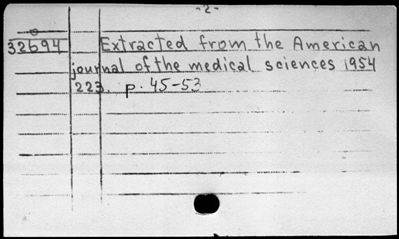 -2-
32694 Extracted from the American
journal of the medical sciences 1954
223. p. 45-53